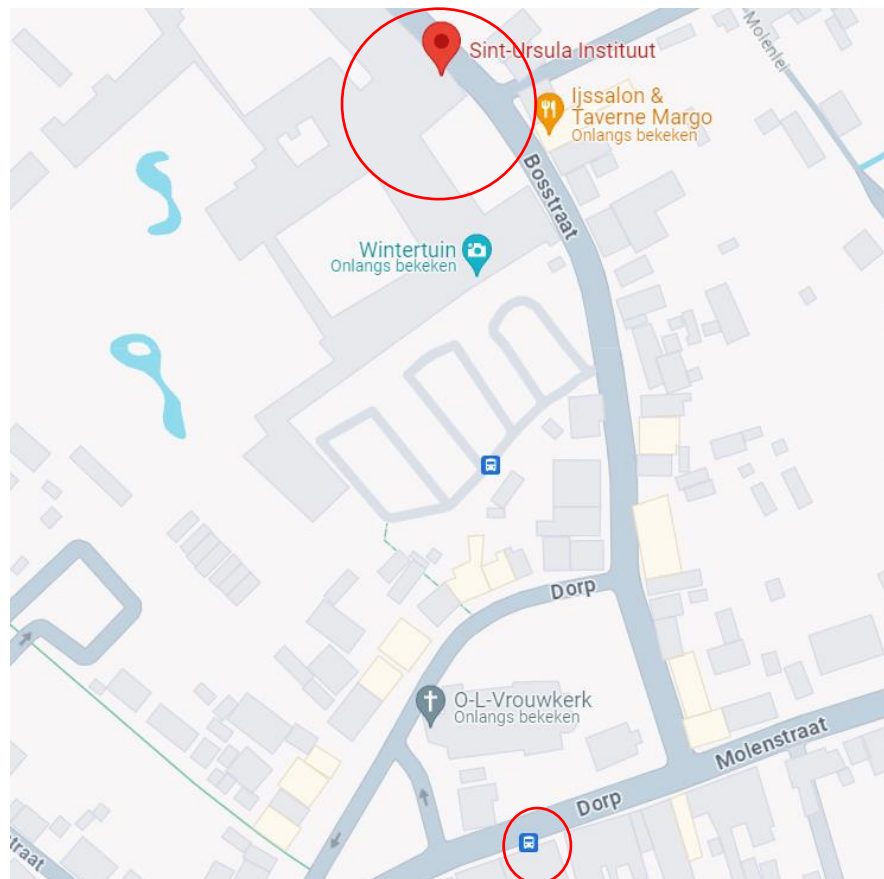 Sint-Ursula Instituut
Molenlei
Ijssalon &
Taverne Margo
Onlangs bekeken
Bosstraat
Wintertuin
Onlangs bekeken
Dorp
O-L-Vrouwkerk
Onlangs bekeken
Molenstraat
Dorp
straat